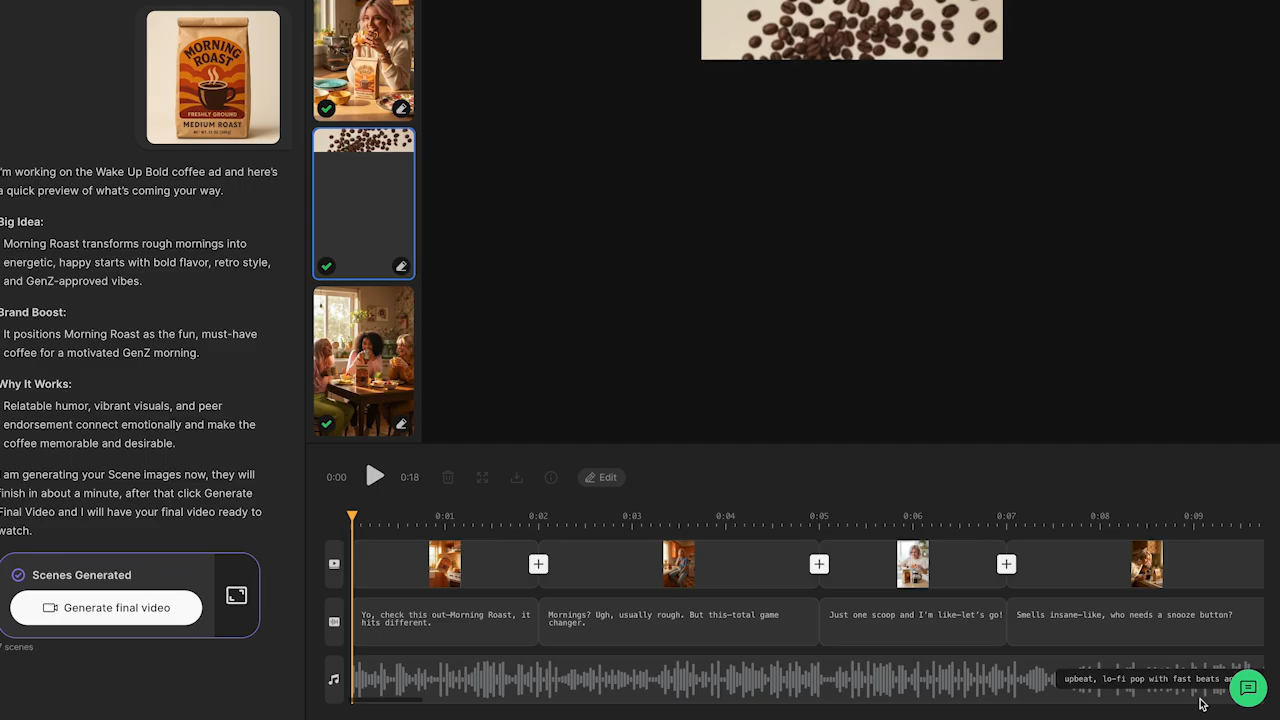 MORNING
ROAST
FRESHLY GROUND
MEDIUM ROAST
I'm working on the Wake Up Bold coffee ad and here's
a quick preview of what's coming your way.
Big Idea:
Morning Roast transforms rough mornings into
energetic, happy starts with bold flavor, retro style,
and GenZ-approved vibes.
Brand Boost:
It positions Morning Roast as the fun, must-have
coffee for a motivated GenZ morning.
Why It Works:
Relatable humor, vibrant visuals, and peer
endorsement connect emotionally and make the
coffee memorable and desirable.
I am generating your Scene images now, they will
finish in about a minute, after that click Generate
Final Video and I will have your final video ready to
watch.
Scenes Generated
Generate final video
7 scenes
0:00
0:18
Edit
0:01 0:02 0:03 0:04 0:05 0:06 0:07 0:08 0:09
Yo, check this out—Morning Roast, it
hits different.
Mornings? Ugh, usually rough. But this—total game
changer.
Just one scoop and I'm like—let's go!
Smells insane—like, who needs a snooze button?
upbeat, lo-fi pop with fast beats